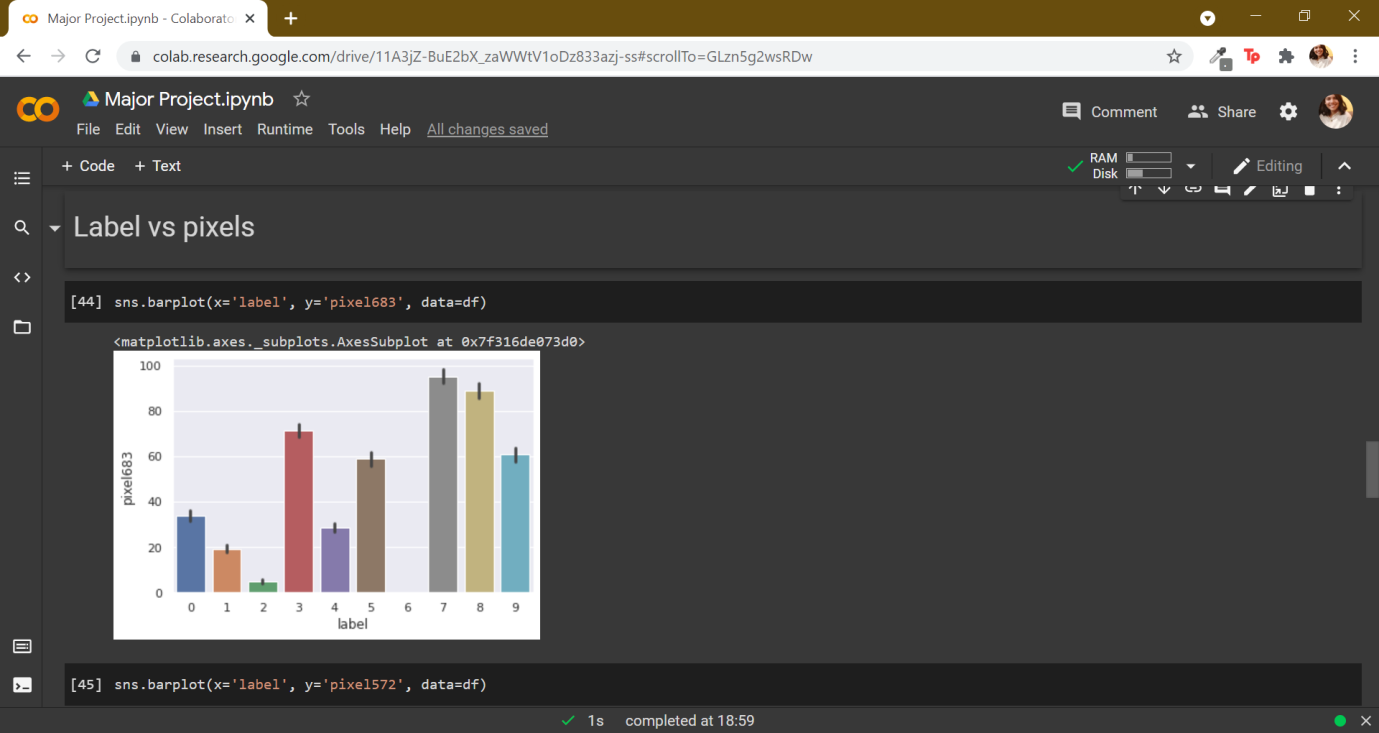 Major Project.ipynb - Colaborato
colab.research.google.com/drive/11A3jZ-BuE2bX_zaWWtV1oDz833azj-ss#scrollTo=GLzn5g2wsRDw
Tp
Major Project.ipynb
Comment
Share
File Edit View Insert Runtime Tools Help All changes saved
+ Code + Text
RAM
Disk
Editing
Label vs pixels
[44] sns.barplot(x='label', y='pixel683', data=df)
<matplotlib.axes._subplots.AxesSubplot at 0x7f316de073d0>
100
80
60
40
20
0
pixel683
0 1 2 3 4 5 6 7 8 9
label
[45] sns.barplot(x='label', y='pixel572', data=df)
1s completed at 18:59